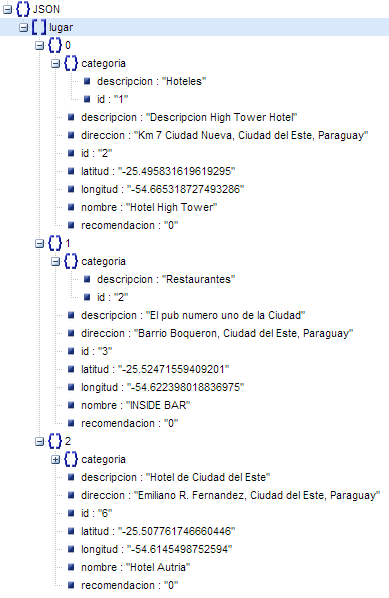 JSON
lugar
0
categoria
descripcion : "Hoteles"
id : "1"
descripcion : "Descripcion High Tower Hotel"
direccion : "Km 7 Ciudad Nueva, Ciudad del Este, Paraguay"
id : "2"
latitud : "-25.495831619619295"
longitud : "-54.665318727493286"
nombre : "Hotel High Tower"
recomendacion : "0"
1
categoria
descripcion : "Restaurantes"
id : "2"
descripcion : "El pub numero uno de la Ciudad"
direccion : "Barrio Boqueron, Ciudad del Este, Paraguay"
id : "3"
latitud : "-25.52471559409201"
longitud : "-54.622398018836975"
nombre : "INSIDE BAR"
recomendacion : "0"
2
categoria
descripcion : "Hotel de Ciudad del Este"
direccion : "Emiliano R. Fernandez, Ciudad del Este, Paraguay"
id : "6"
latitud : "-25.507761746660446"
longitud : "-54.6145498752594"
nombre : "Hotel Autria"
recomendacion : "0"